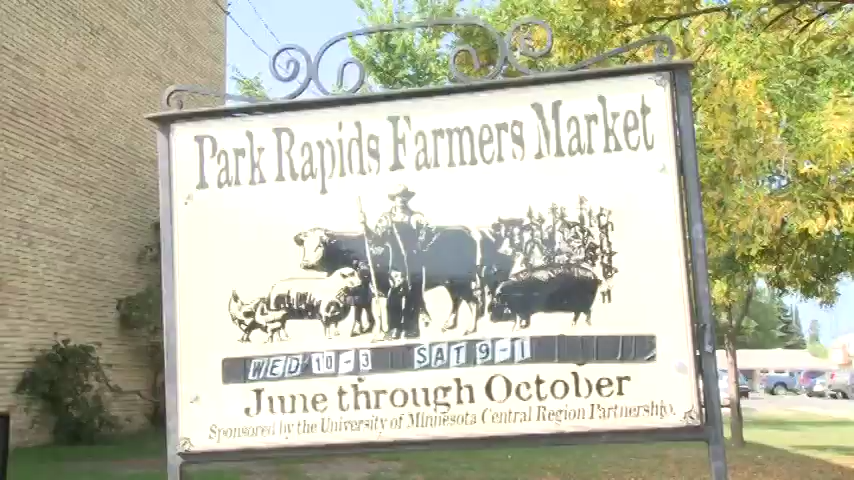 Park Rapids Farmers Market
WED 10-3 SAT 9-1
June through October
Sponsored by the University of Minnesota Central Region Partnership.